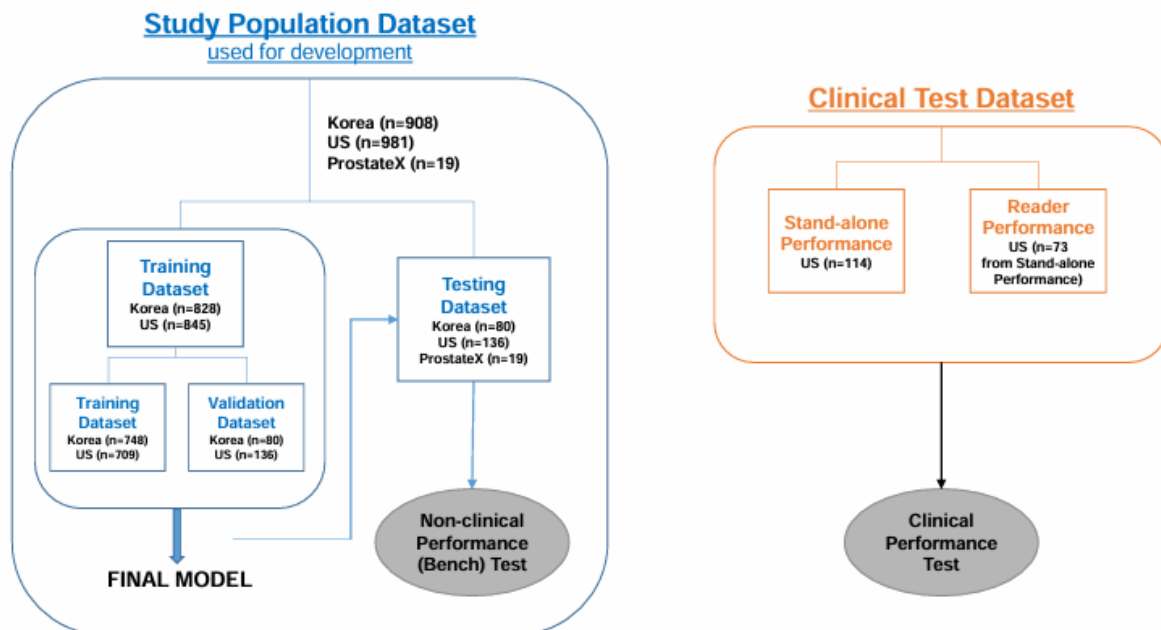 Study Population Dataset
used for development
Korea (n=908)
US (n=981)
ProstateX (n=19)
Training
Dataset
Korea (n=828)
US (n=845)
Training
Dataset
Korea (n=748)
US (n=709)
Validation
Dataset
Korea (n=80)
US (n=136)
FINAL MODEL
Testing
Dataset
Korea (n=80)
US (n=136)
ProstateX (n=19)
Non-clinical
Performance
(Bench) Test
Clinical Test Dataset
Stand-alone
Performance
US (n=114)
Reader
Performance
US (n=73
from Stand-alone
Performance)
Clinical
Performance
Test